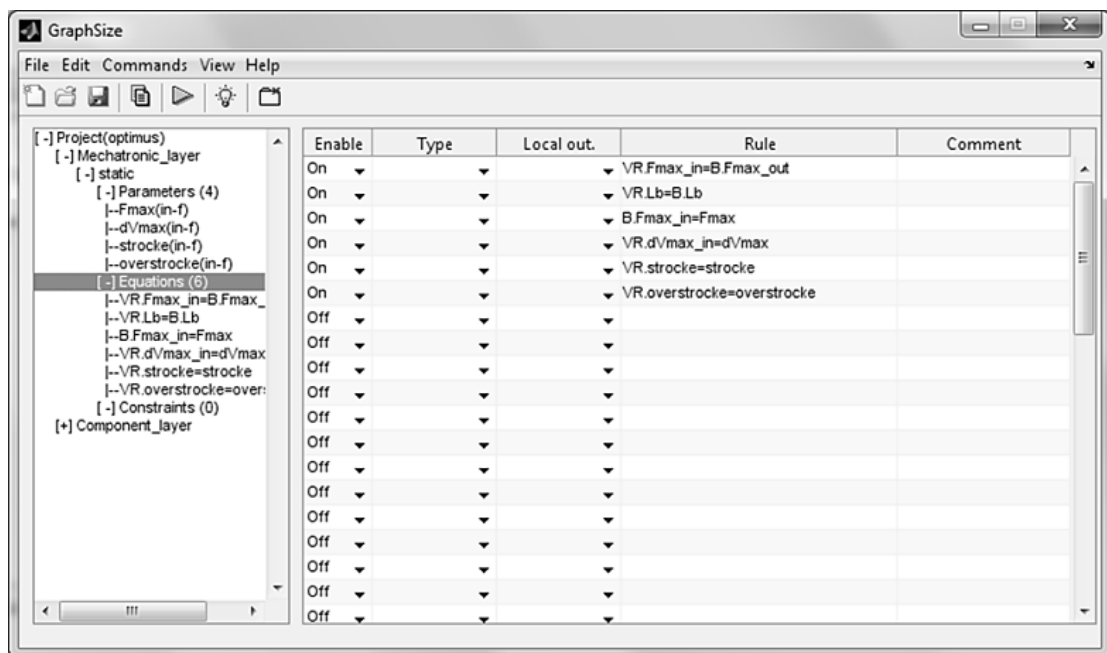 GraphSize
File Edit Commands View Help
[-] Project(optimus)
[-] Mechatronic_layer
[-] static
[-] Parameters (4)
|--Fmax(in-f)
|--dVmax(in-f)
|--strocke(in-f)
|--overstrocke(in-f)
[-] Equations (6)
|--VR.Fmax_in=B.Fmax_
|--VR.Lb=B.Lb
|--B.Fmax_in=Fmax
|--VR.dVmax_in=dVmax
|--VR.strocke=strocke
|--VR.overstrocke=over
[-] Constraints (0)
[+] Component_layer
Enable Type Local out. Rule Comment
On VR.Fmax_in=B.Fmax_out
On VR.Lb=B.Lb
On B.Fmax_in=Fmax
On VR.dVmax_in=dVmax
On VR.strocke=strocke
On VR.overstrocke=overstrocke
Off
Off
Off
Off
Off
Off
Off
Off
Off
Off
Off
Off
Off